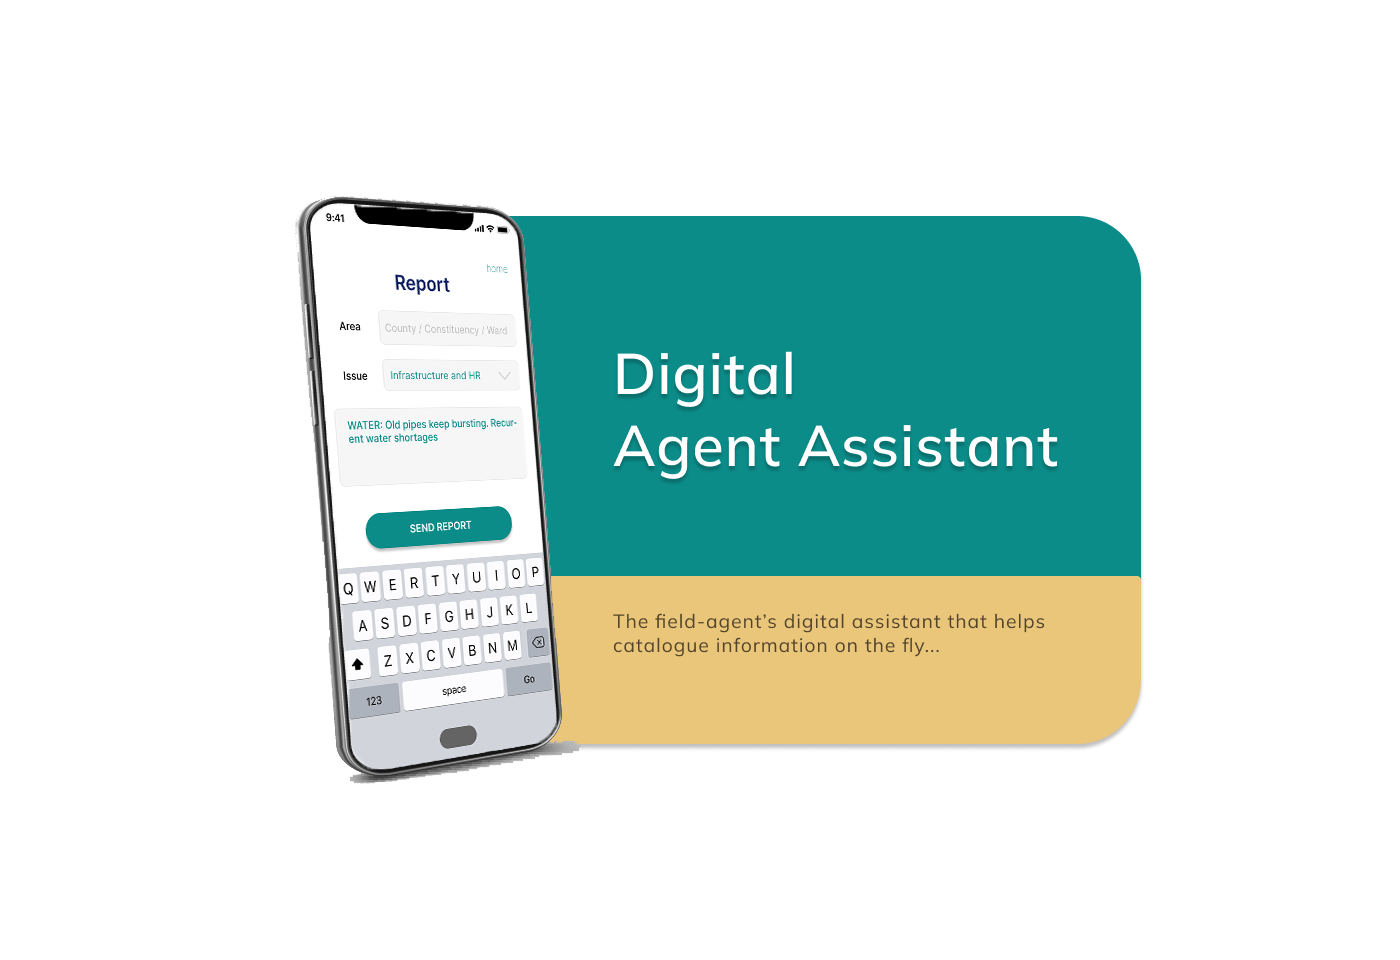 9:41
home
Report
Area
County / Constituency / Ward
Issue
Infrastructure and HR
WATER: Old pipes keep bursting. Recur-
ent water shortages
SEND REPORT
Q W E R T Y U I O P
A S D F G H J K L
Z X C V B N M
123 space Go
Digital
Agent Assistant
The field-agent’s digital assistant that helps
catalogue information on the fly...